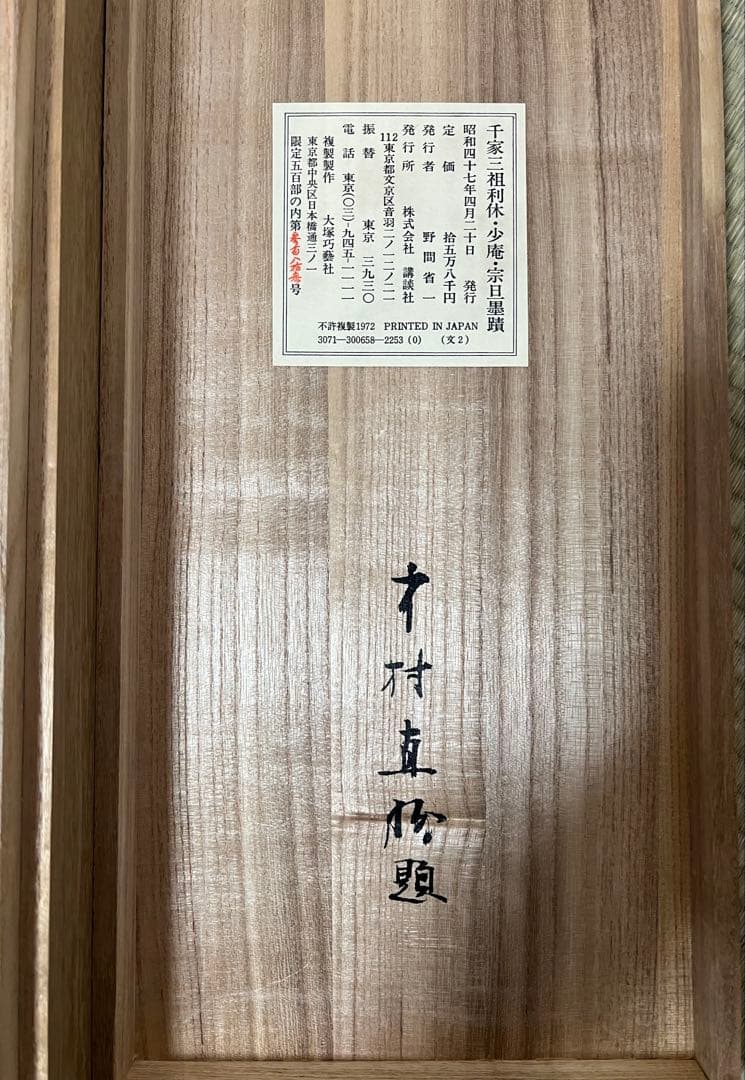 千家三祖利休・少庵・宗旦墨蹟
昭和四十七年四月二十日 発行
定価 拾五万八千円
発行者 野間省一
発行所 株式会社 講談社
112東京都文京区音羽二ノ一二ノ二一
振替 東京 三九三〇
電話 東京(〇三)-九四五-一一一一
複製製作 大塚巧藝社
東京都中央区日本橋通三ノ一
限定五百部の内第参百八拾参号
不許複製1972 PRINTED IN JAPAN
3071—300658—2253(0) (文2)
中村直勝題